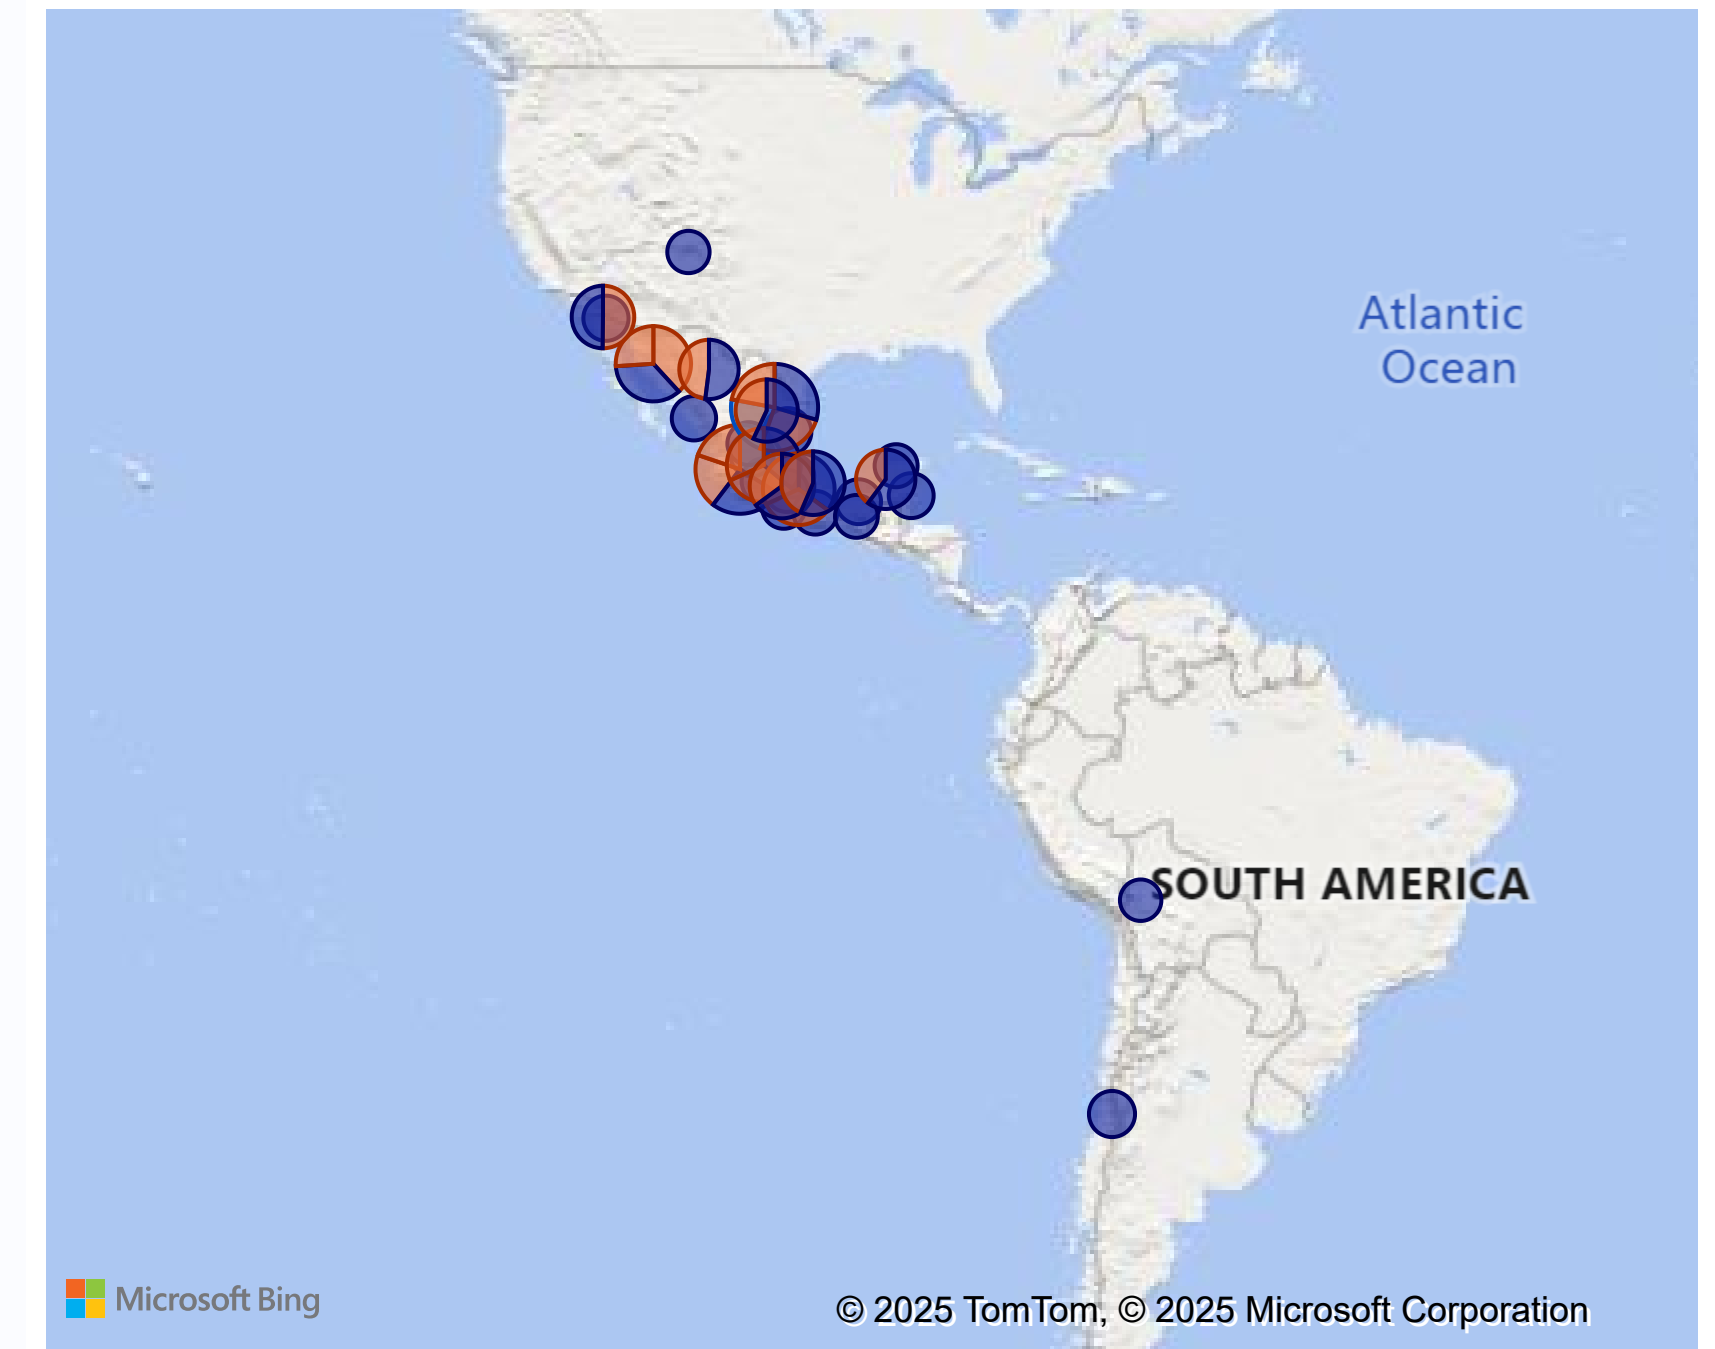 Atlantic
Ocean
SOUTH AMERICA
Microsoft Bing
© 2025 TomTom, © 2025 Microsoft Corporation